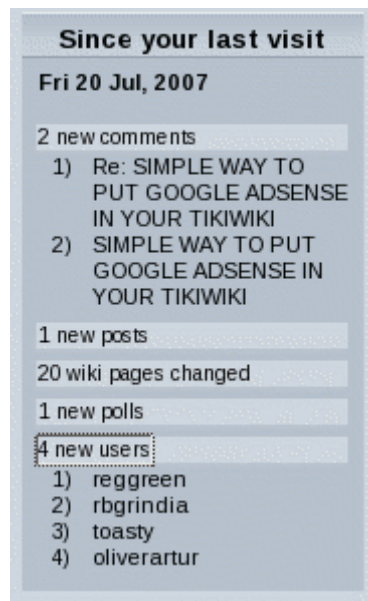 Since your last visit
Fri 20 Jul, 2007
2 new comments
1) Re: SIMPLE WAY TO
PUT GOOGLE ADSENSE
IN YOUR TIKIWIKI
2) SIMPLE WAY TO PUT
GOOGLE ADSENSE IN
YOUR TIKIWIKI
1 new posts
20 wiki pages changed
1 new polls
4 new users
1) reggreen
2) rbgrindia
3) toasty
4) oliverartur